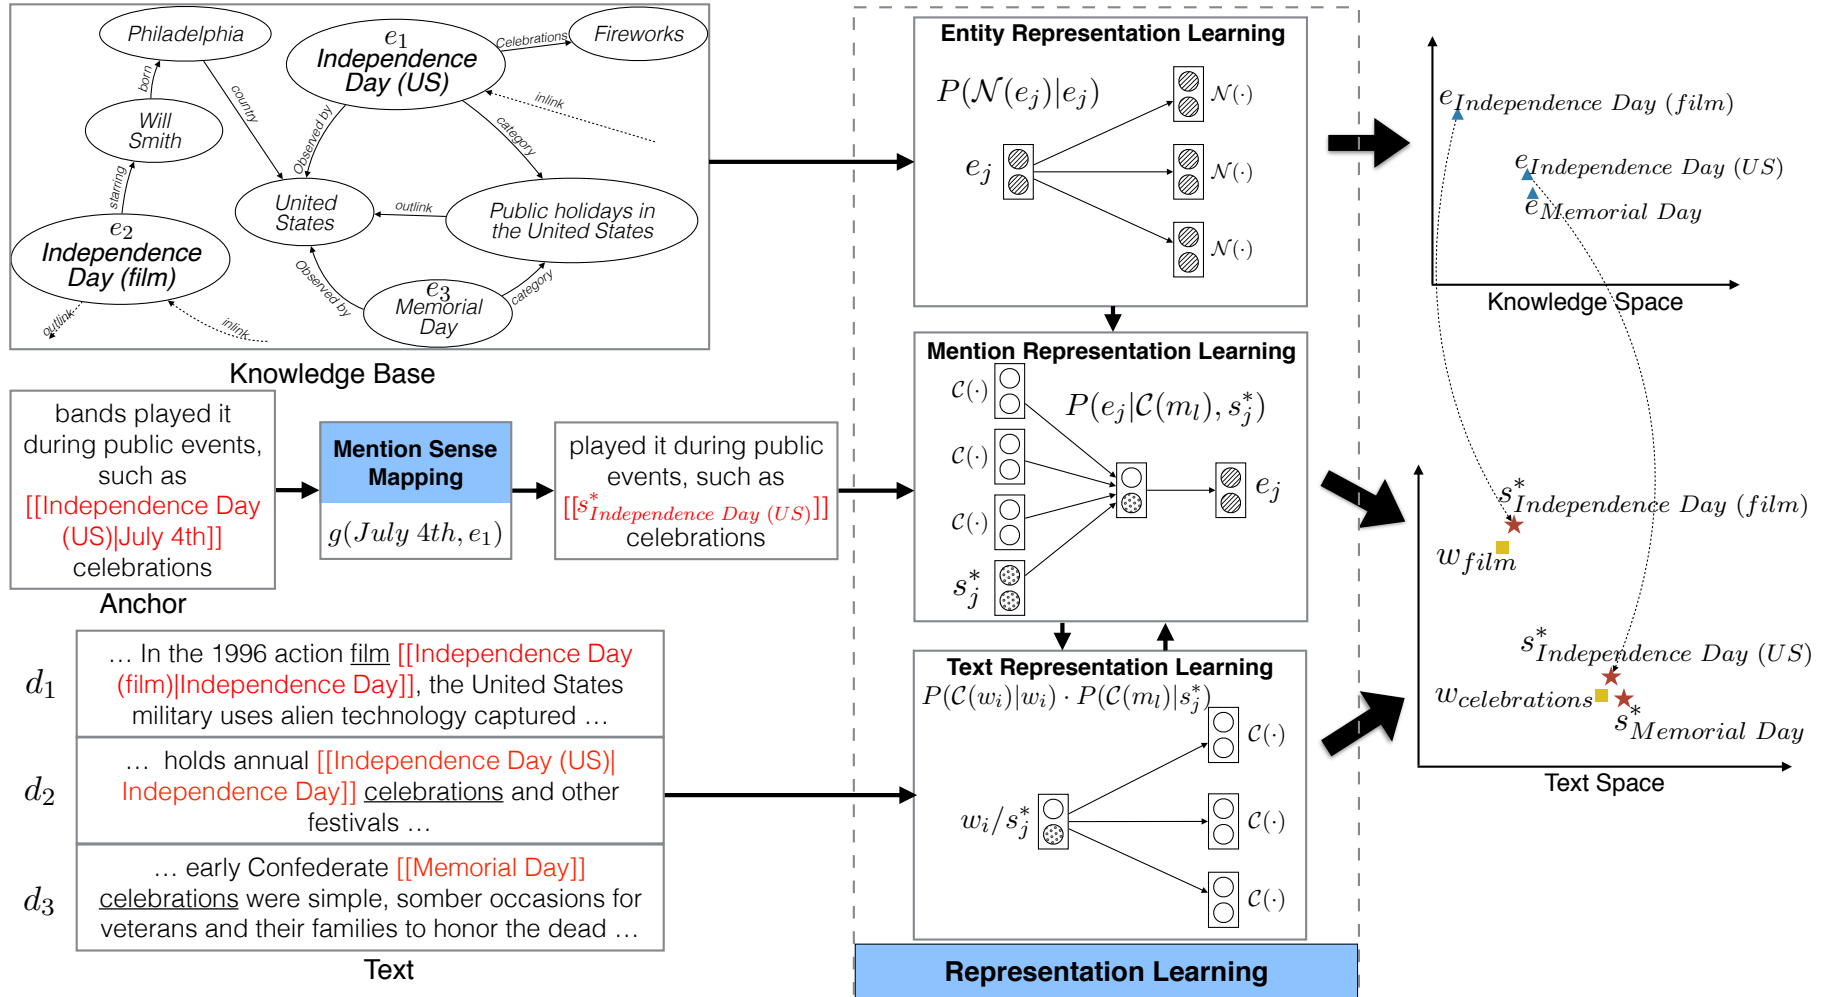 Philadelphia
e1
Independence
Day (US)
Celebrations
Fireworks
born
country
Observed by
inlink
category
Will
Smith
starring
United
States
outlink
Public holidays in
the United States
e2
Independence
Day (film)
Observed by
category
e3
Memorial
Day
outlink
inlink
Knowledge Base
bands played it
during public events,
such as
[[Independence Day
(US)|July 4th]]
celebrations
Anchor
Mention Sense
Mapping
g(July 4th, e1)
played it during public
events, such as
[[s*Independence Day (US)]]
celebrations
d1
… In the 1996 action film [[Independence Day
(film)|Independence Day]], the United States
military uses alien technology captured …
d2
… holds annual [[Independence Day (US)|
Independence Day]] celebrations and other
festivals …
d3
… early Confederate [[Memorial Day]]
celebrations were simple, somber occasions for
veterans and their families to honor the dead …
Text
Entity Representation Learning
P(N(ej)|ej)
N(·)
ej
N(·)
N(·)
Mention Representation Learning
C(·)
P(ej|C(ml), s*j)
C(·)
ej
C(·)
s*j
Text Representation Learning
P(C(wi)|wi) · P(C(ml)|s*j)
C(·)
wi/s*j
C(·)
C(·)
Representation Learning
eIndependence Day (film)
eIndependence Day (US)
eMemorial Day
Knowledge Space
s*Independence Day (film)
wfilm
s*Independence Day (US)
wcelebrations
s*Memorial Day
Text Space